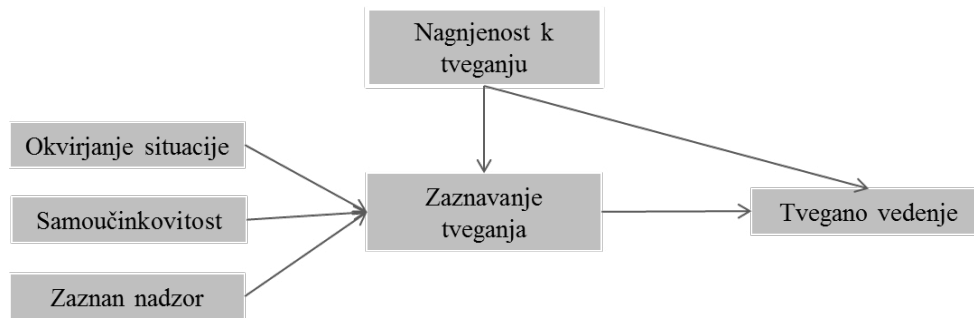 Nagnjenost k
tveganju
Okvirjanje situacije
Samoučinkovitost
Zaznan nadzor
Zaznavanje
tveganja
Tvegano vedenje